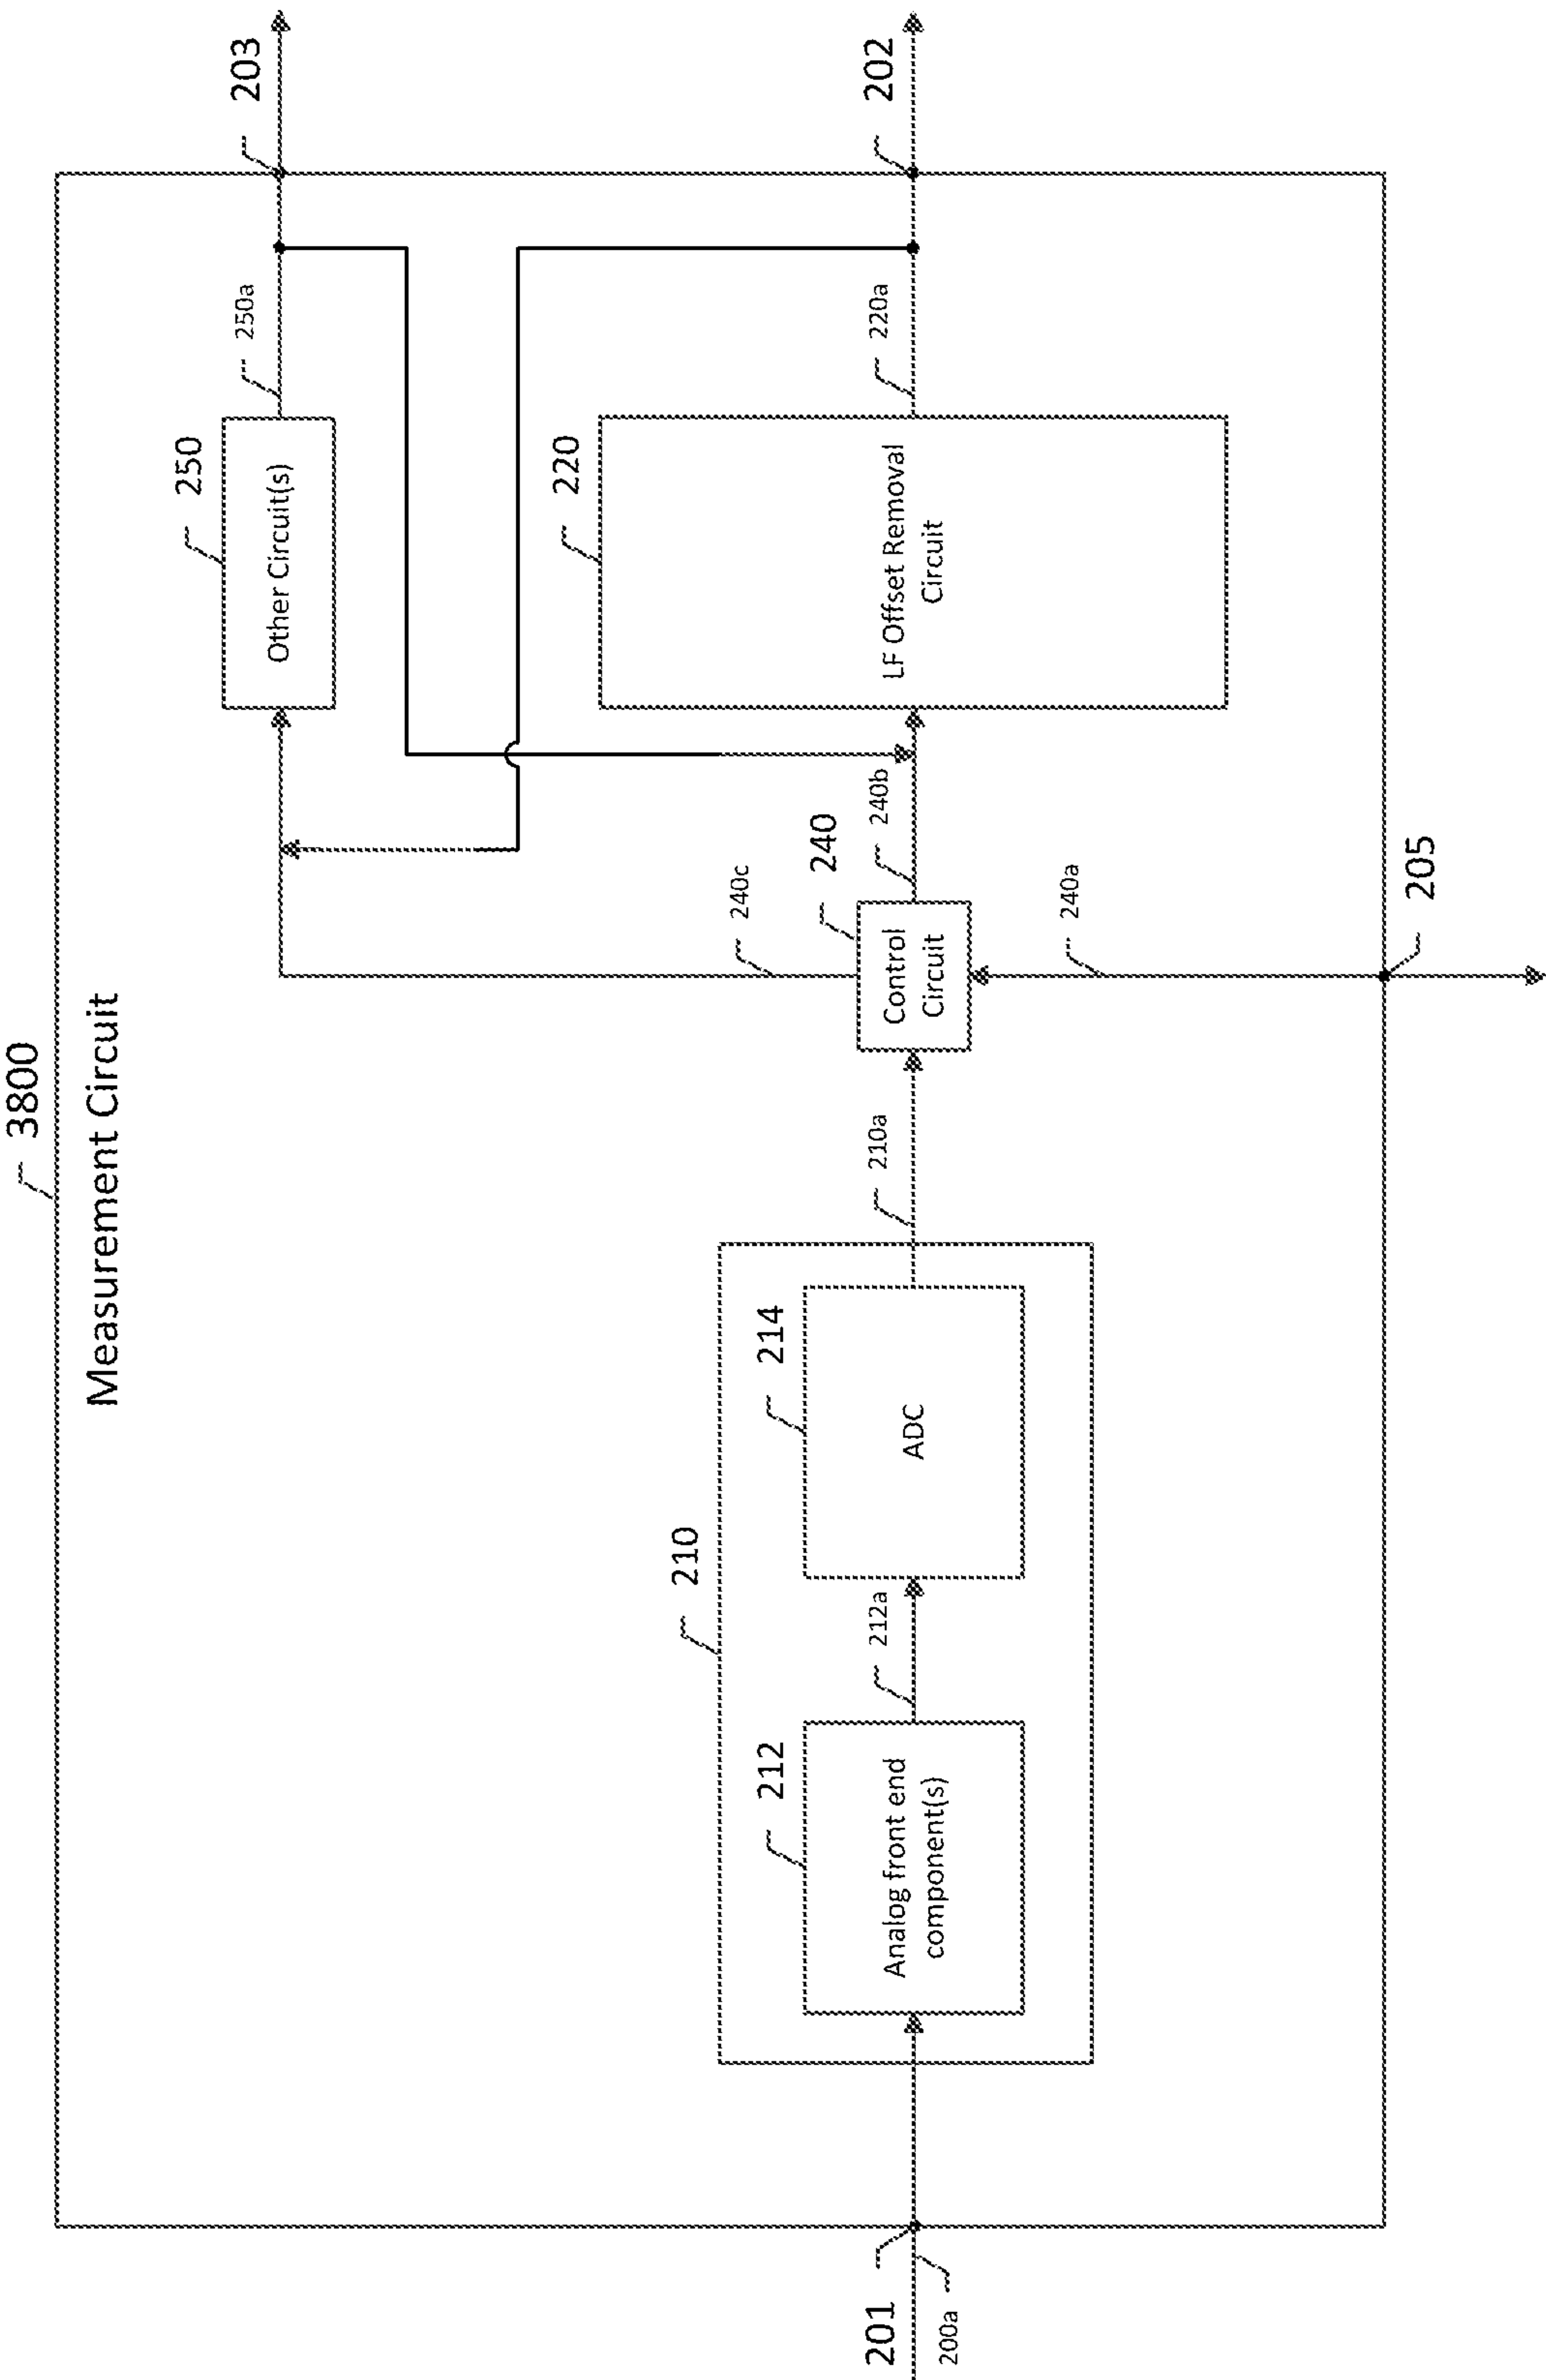 3800
Measurement Circuit
203
250a
250
Other Circuit(s)
202
220a
220
LF Offset Removal
Circuit
240b
240
Control
Circuit
240c
240a
205
210a
210
214
ADC
212a
212
Analog front end
component(s)
201
200a